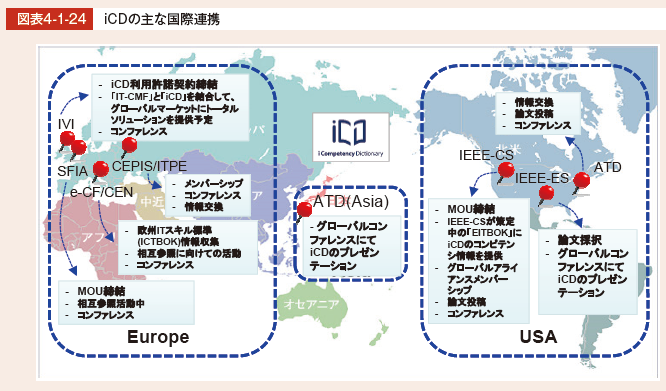 図表4-1-24 iCDの主な国際連携
- iCD利用許諾契約締結
- 「IT-CMF」と「iCD」を結合して、
グローバルマーケットにトータル
ソリューションを提供予定
- コンファレンス
IVI
SFIA
CEPIS/ITPE
e-CF/CEN
- メンバーシップ
- コンファレンス
- 情報交換
中近
アフ
- 欧州ITスキル標準
(ICTBOK)情報収集
- 相互参照に向けての活動
- コンファレンス
- MOU締結
- 相互参照活動中
- コンファレンス
Europe
iCD
i Competency Dictionary
ATD(Asia)
- グローバルコン
ファレンスにて
iCDのプレゼン
テーション
オセアニア
- 情報交換
- 論文投稿
- コンファレンス
北米
IEEE-CS
IEEE-ES
ATD
- MOU締結
- IEEE-CSが策定
中の「EITBOK」に
iCDのコンピテン
シ情報を提供
- グローバルアライ
アンスメンバー
シップ
- 論文投稿
- コンファレンス
- 論文採択
- グローバルコン
ファレンスにて
iCDのプレゼン
テーション
USA